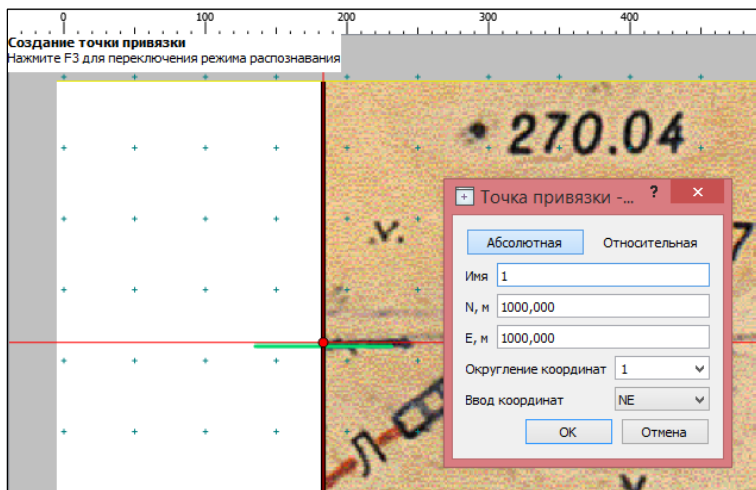 0 100 200 300 400
Создание точки привязки
Нажмите F3 для переключения режима распознавания
270.04
v.
Точка привязки -... ? ×
Абсолютная Относительная
7
Имя 1
N, м 1000,000
E, м 1000,000
Округление координат 1
Ввод координат NE
OK Отмена
Л
v